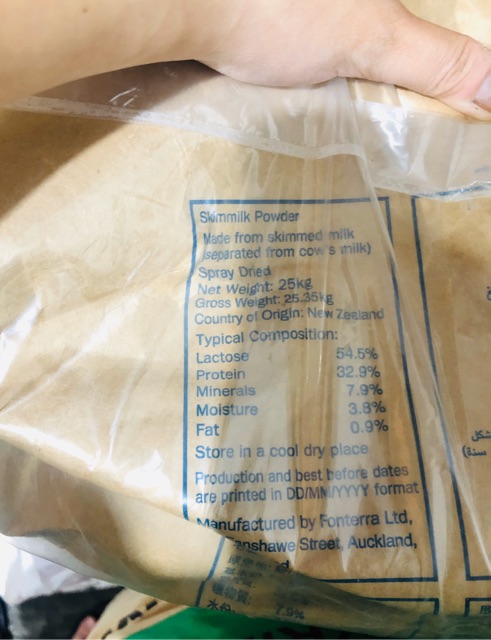 Skimmilk Powder
Made from skimmed milk
(separated from cow's milk)
Spray Dried
Net Weight: 25kg
Gross Weight: 25.35kg
Country of Origin: New Zealand
Typical Composition:
Lactose 54.5%
Protein 32.9%
Minerals 7.9%
Moisture 3.8%
Fat 0.9%
Store in a cool dry place
Production and best before dates
are printed in DD/MM/YYYY format
Manufactured by Fonterra Ltd,
Fanshawe Street, Auckland,
7.9%